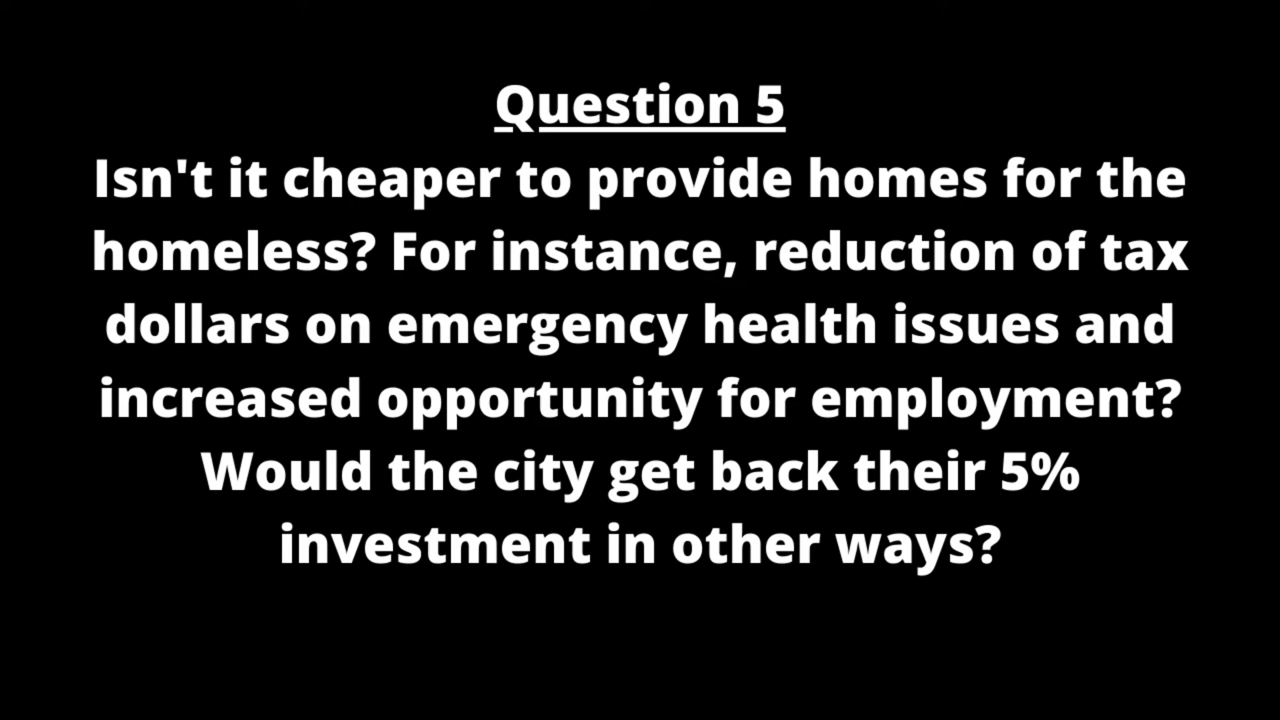 Question 5
Isn't it cheaper to provide homes for the
homeless? For instance, reduction of tax
dollars on emergency health issues and
increased opportunity for employment?
Would the city get back their 5%
investment in other ways?